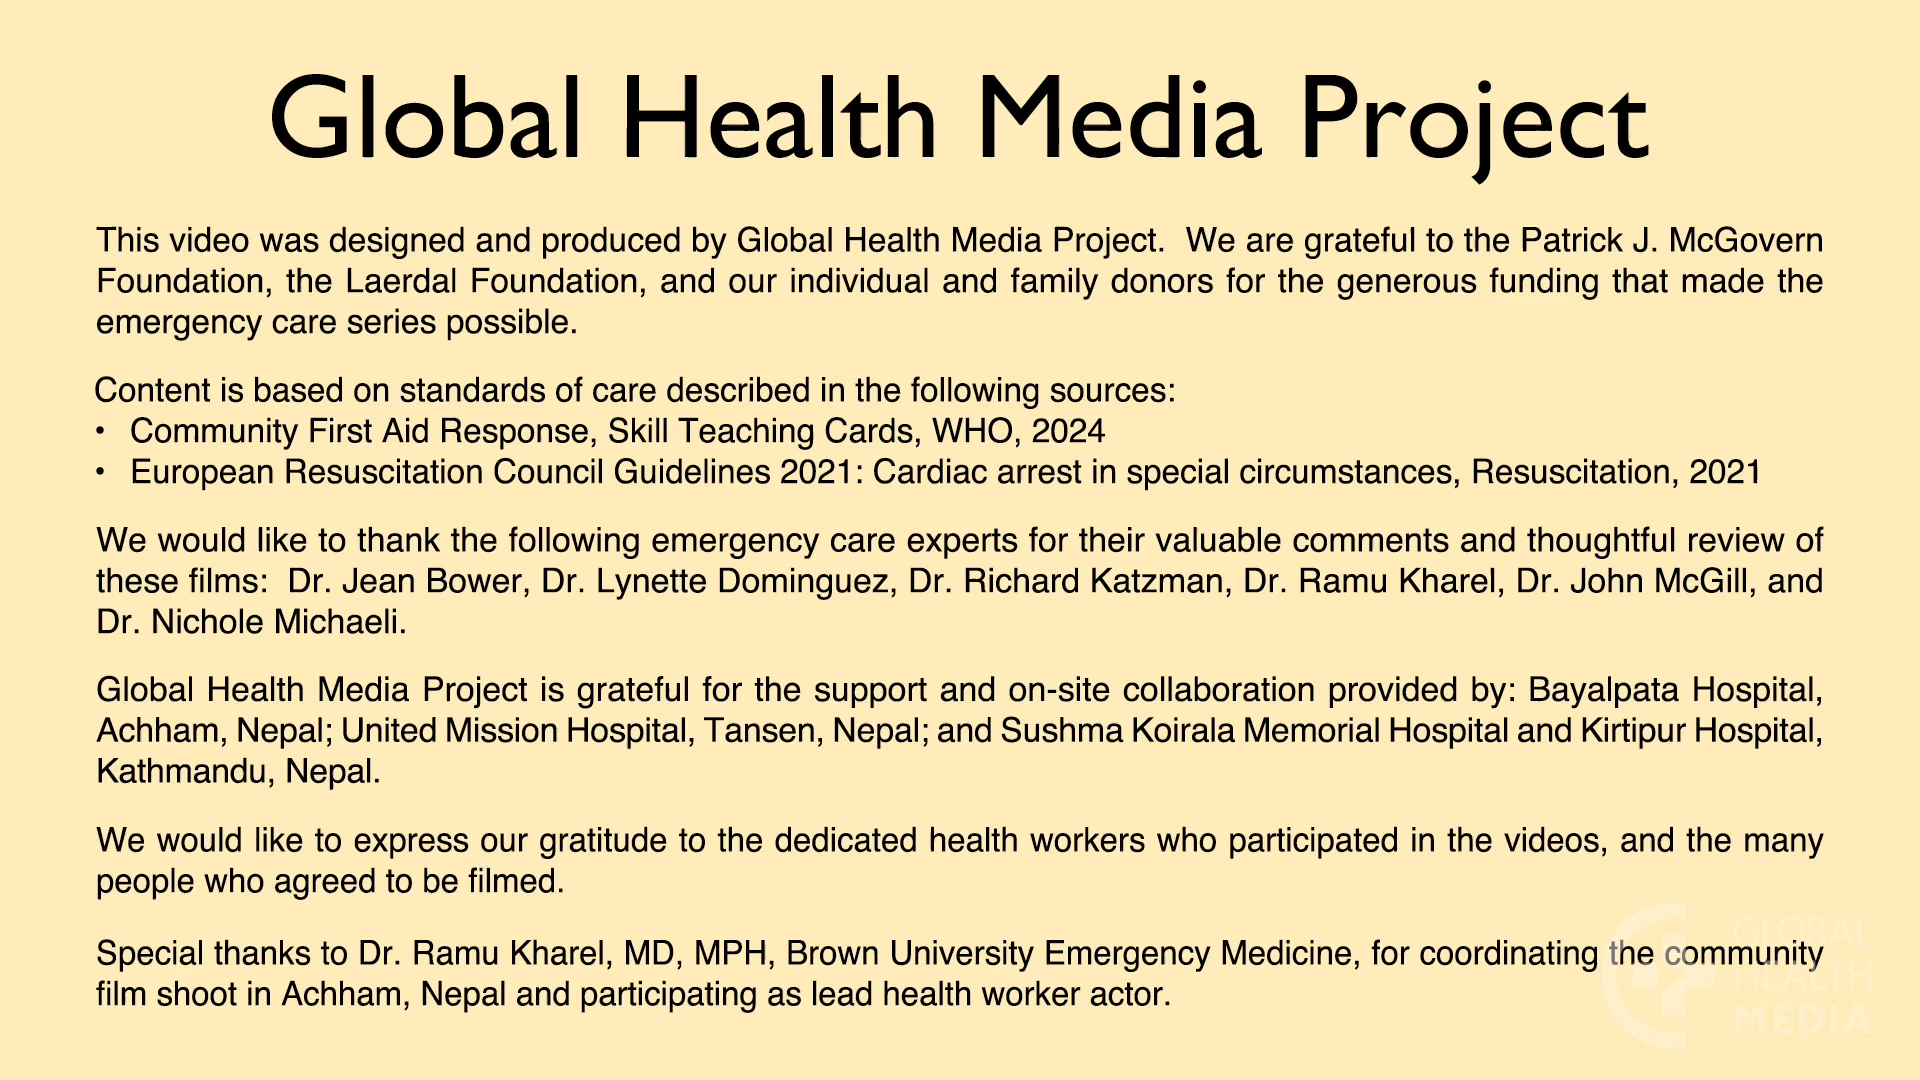 Global Health Media Project
This video was designed and produced by Global Health Media Project.  We are grateful to the Patrick J. McGovern
Foundation, the Laerdal Foundation, and our individual and family donors for the generous funding that made the
emergency care series possible.
Content is based on standards of care described in the following sources:
• Community First Aid Response, Skill Teaching Cards, WHO, 2024
• European Resuscitation Council Guidelines 2021: Cardiac arrest in special circumstances, Resuscitation, 2021
We would like to thank the following emergency care experts for their valuable comments and thoughtful review of
these films:  Dr. Jean Bower, Dr. Lynette Dominguez, Dr. Richard Katzman, Dr. Ramu Kharel, Dr. John McGill, and
Dr. Nichole Michaeli.
Global Health Media Project is grateful for the support and on-site collaboration provided by: Bayalpata Hospital,
Achham, Nepal; United Mission Hospital, Tansen, Nepal; and Sushma Koirala Memorial Hospital and Kirtipur Hospital,
Kathmandu, Nepal.
We would like to express our gratitude to the dedicated health workers who participated in the videos, and the many
people who agreed to be filmed.
Special thanks to Dr. Ramu Kharel, MD, MPH, Brown University Emergency Medicine, for coordinating the community
film shoot in Achham, Nepal and participating as lead health worker actor.
GLOBAL
HEALTH
MEDIA